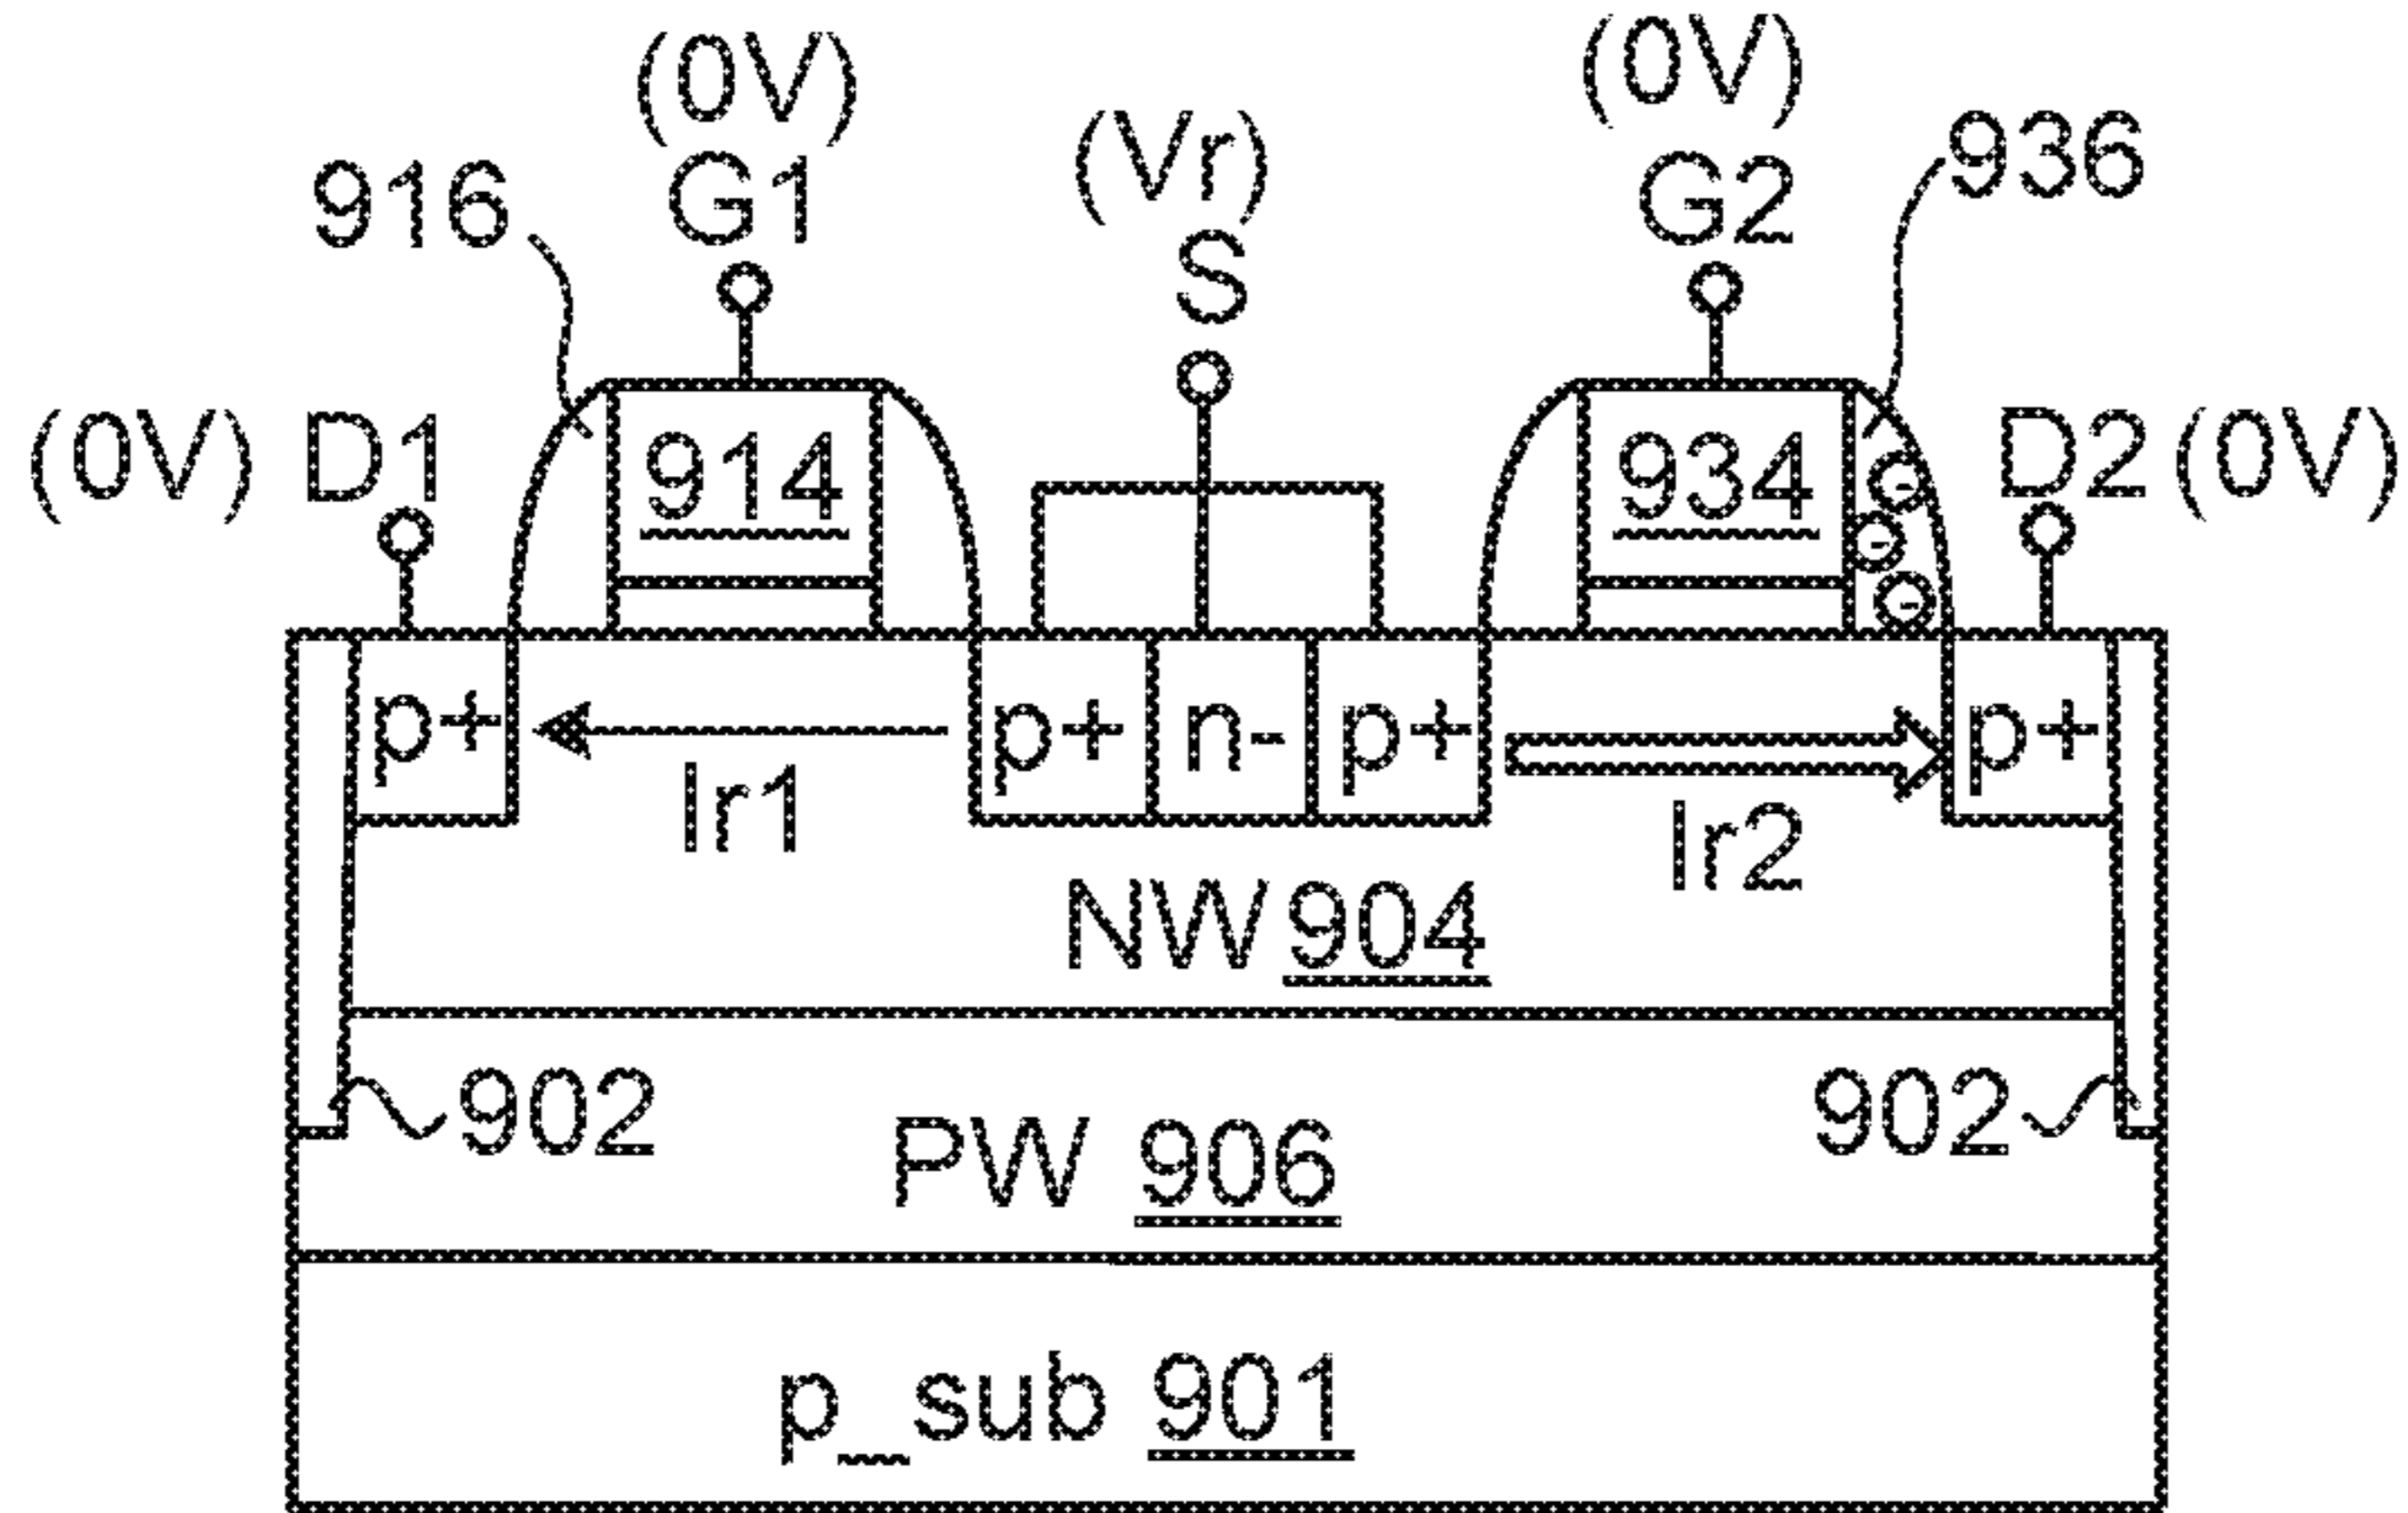 (0V) (0V)
916 G1 (Vr) G2 936
S
(0V) D1 914 934 D2 (0V)
- - -
p+ Ir1 p+ n- p+ Ir2 p+
NW 904
902 902
PW 906
p_sub 901